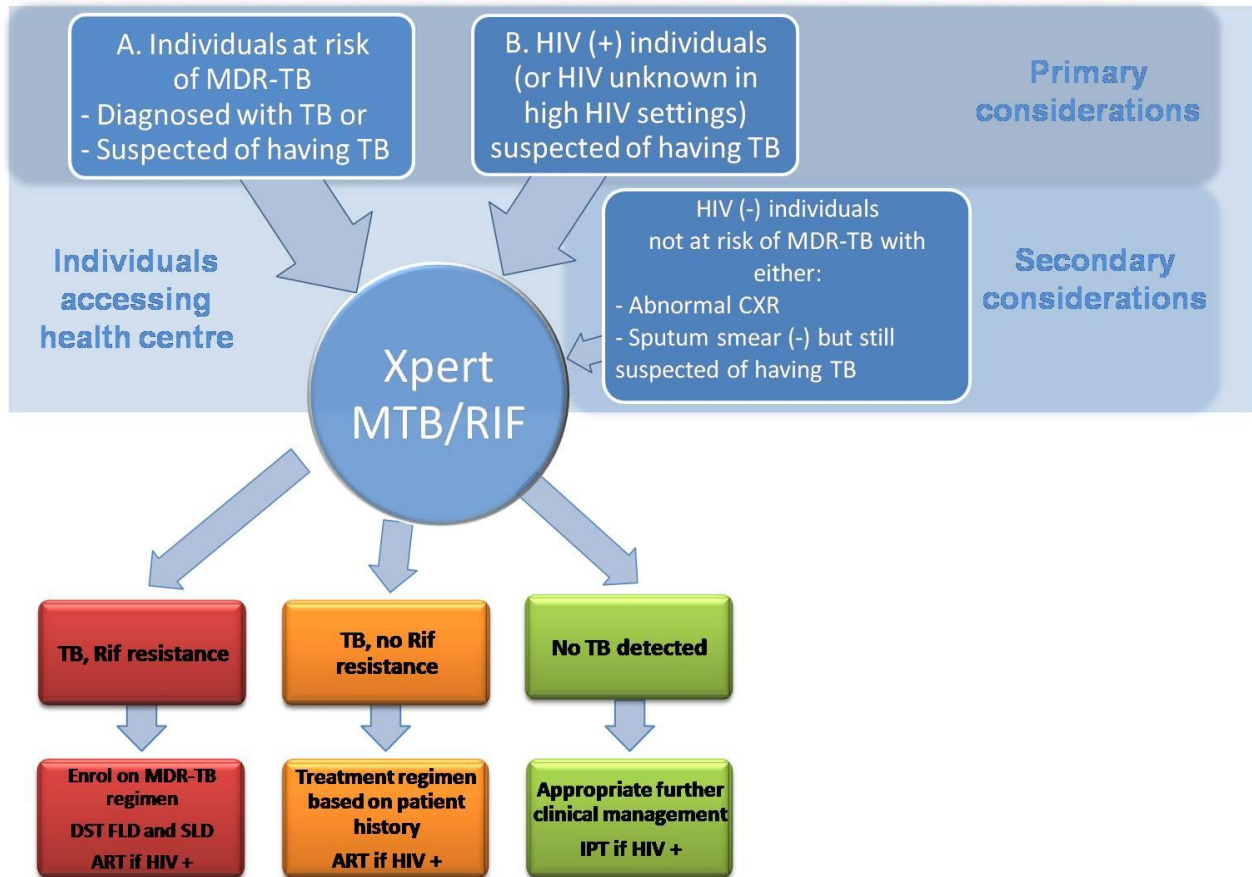 A. Individuals at risk
of MDR-TB
- Diagnosed with TB or
- Suspected of having TB
B. HIV (+) individuals
(or HIV unknown in
high HIV settings)
suspected of having TB
Primary
considerations
Individuals
accessing
health centre
HIV (-) individuals
not at risk of MDR-TB with
either:
- Abnormal CXR
- Sputum smear (-) but still
suspected of having TB
Secondary
considerations
Xpert
MTB/RIF
TB, Rif resistance
TB, no Rif
resistance
No TB detected
Enrol on MDR-TB
regimen
DST FLD and SLD
ART if HIV +
Treatment regimen
based on patient
history
ART if HIV +
Appropriate further
clinical management
IPT if HIV +